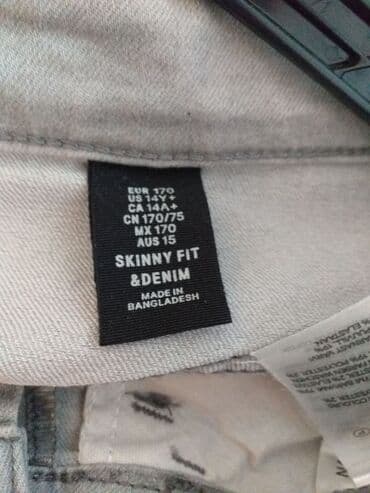 EUR 170
US 14Y+
CA 14A+
CN 170/75
MX 170
AUS 15
SKINNY FIT
&DENIM
MADE IN
BANGLADESH